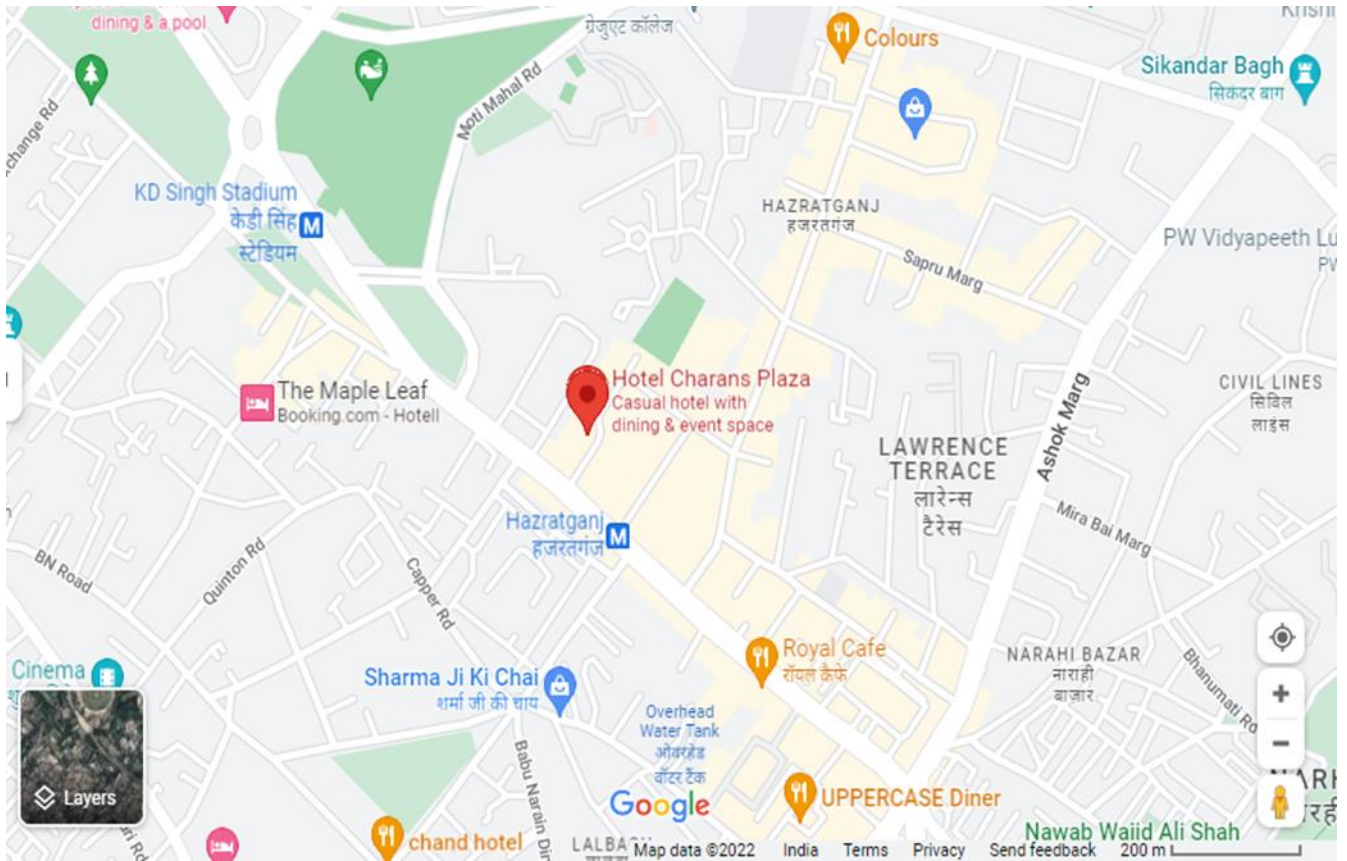 dining & a pool
ग्रेजुएट कॉलेज
Colours
Sikandar Bagh
सिकंदर बाग
Moti Mahal Rd
change Rd
KD Singh Stadium
केडी सिंह
स्टेडियम
M
HAZRATGANJ
हजरतगंज
PW Vidyapeeth Lu
PW
Sapru Marg
The Maple Leaf
Booking.com - Hotell
Hotel Charans Plaza
Casual hotel with
dining & event space
CIVIL LINES
सिविल
लाइंस
Ashok Marg
LAWRENCE
TERRACE
लारेन्स
टैरेस
Mira Bai Marg
Hazratganj
हजरतगंज
M
BN Road
Quinton Rd
Capper Rd
Royal Cafe
रॉयल कैफे
NARAHI BAZAR
नाराही
बाज़ार
Bhanumati Rd
Cinema
Sharma Ji Ki Chai
शर्मा जी की चाय
Overhead
Water Tank
ओवरहेड
वॉटर टैंक
Babu Narain Dir
Layers
Google
UPPERCASE Diner
NARH
रही
chand hotel
Nawab Wajid Ali Shah
LALBA
Map data ©2022 India Terms Privacy Send feedback 200 m